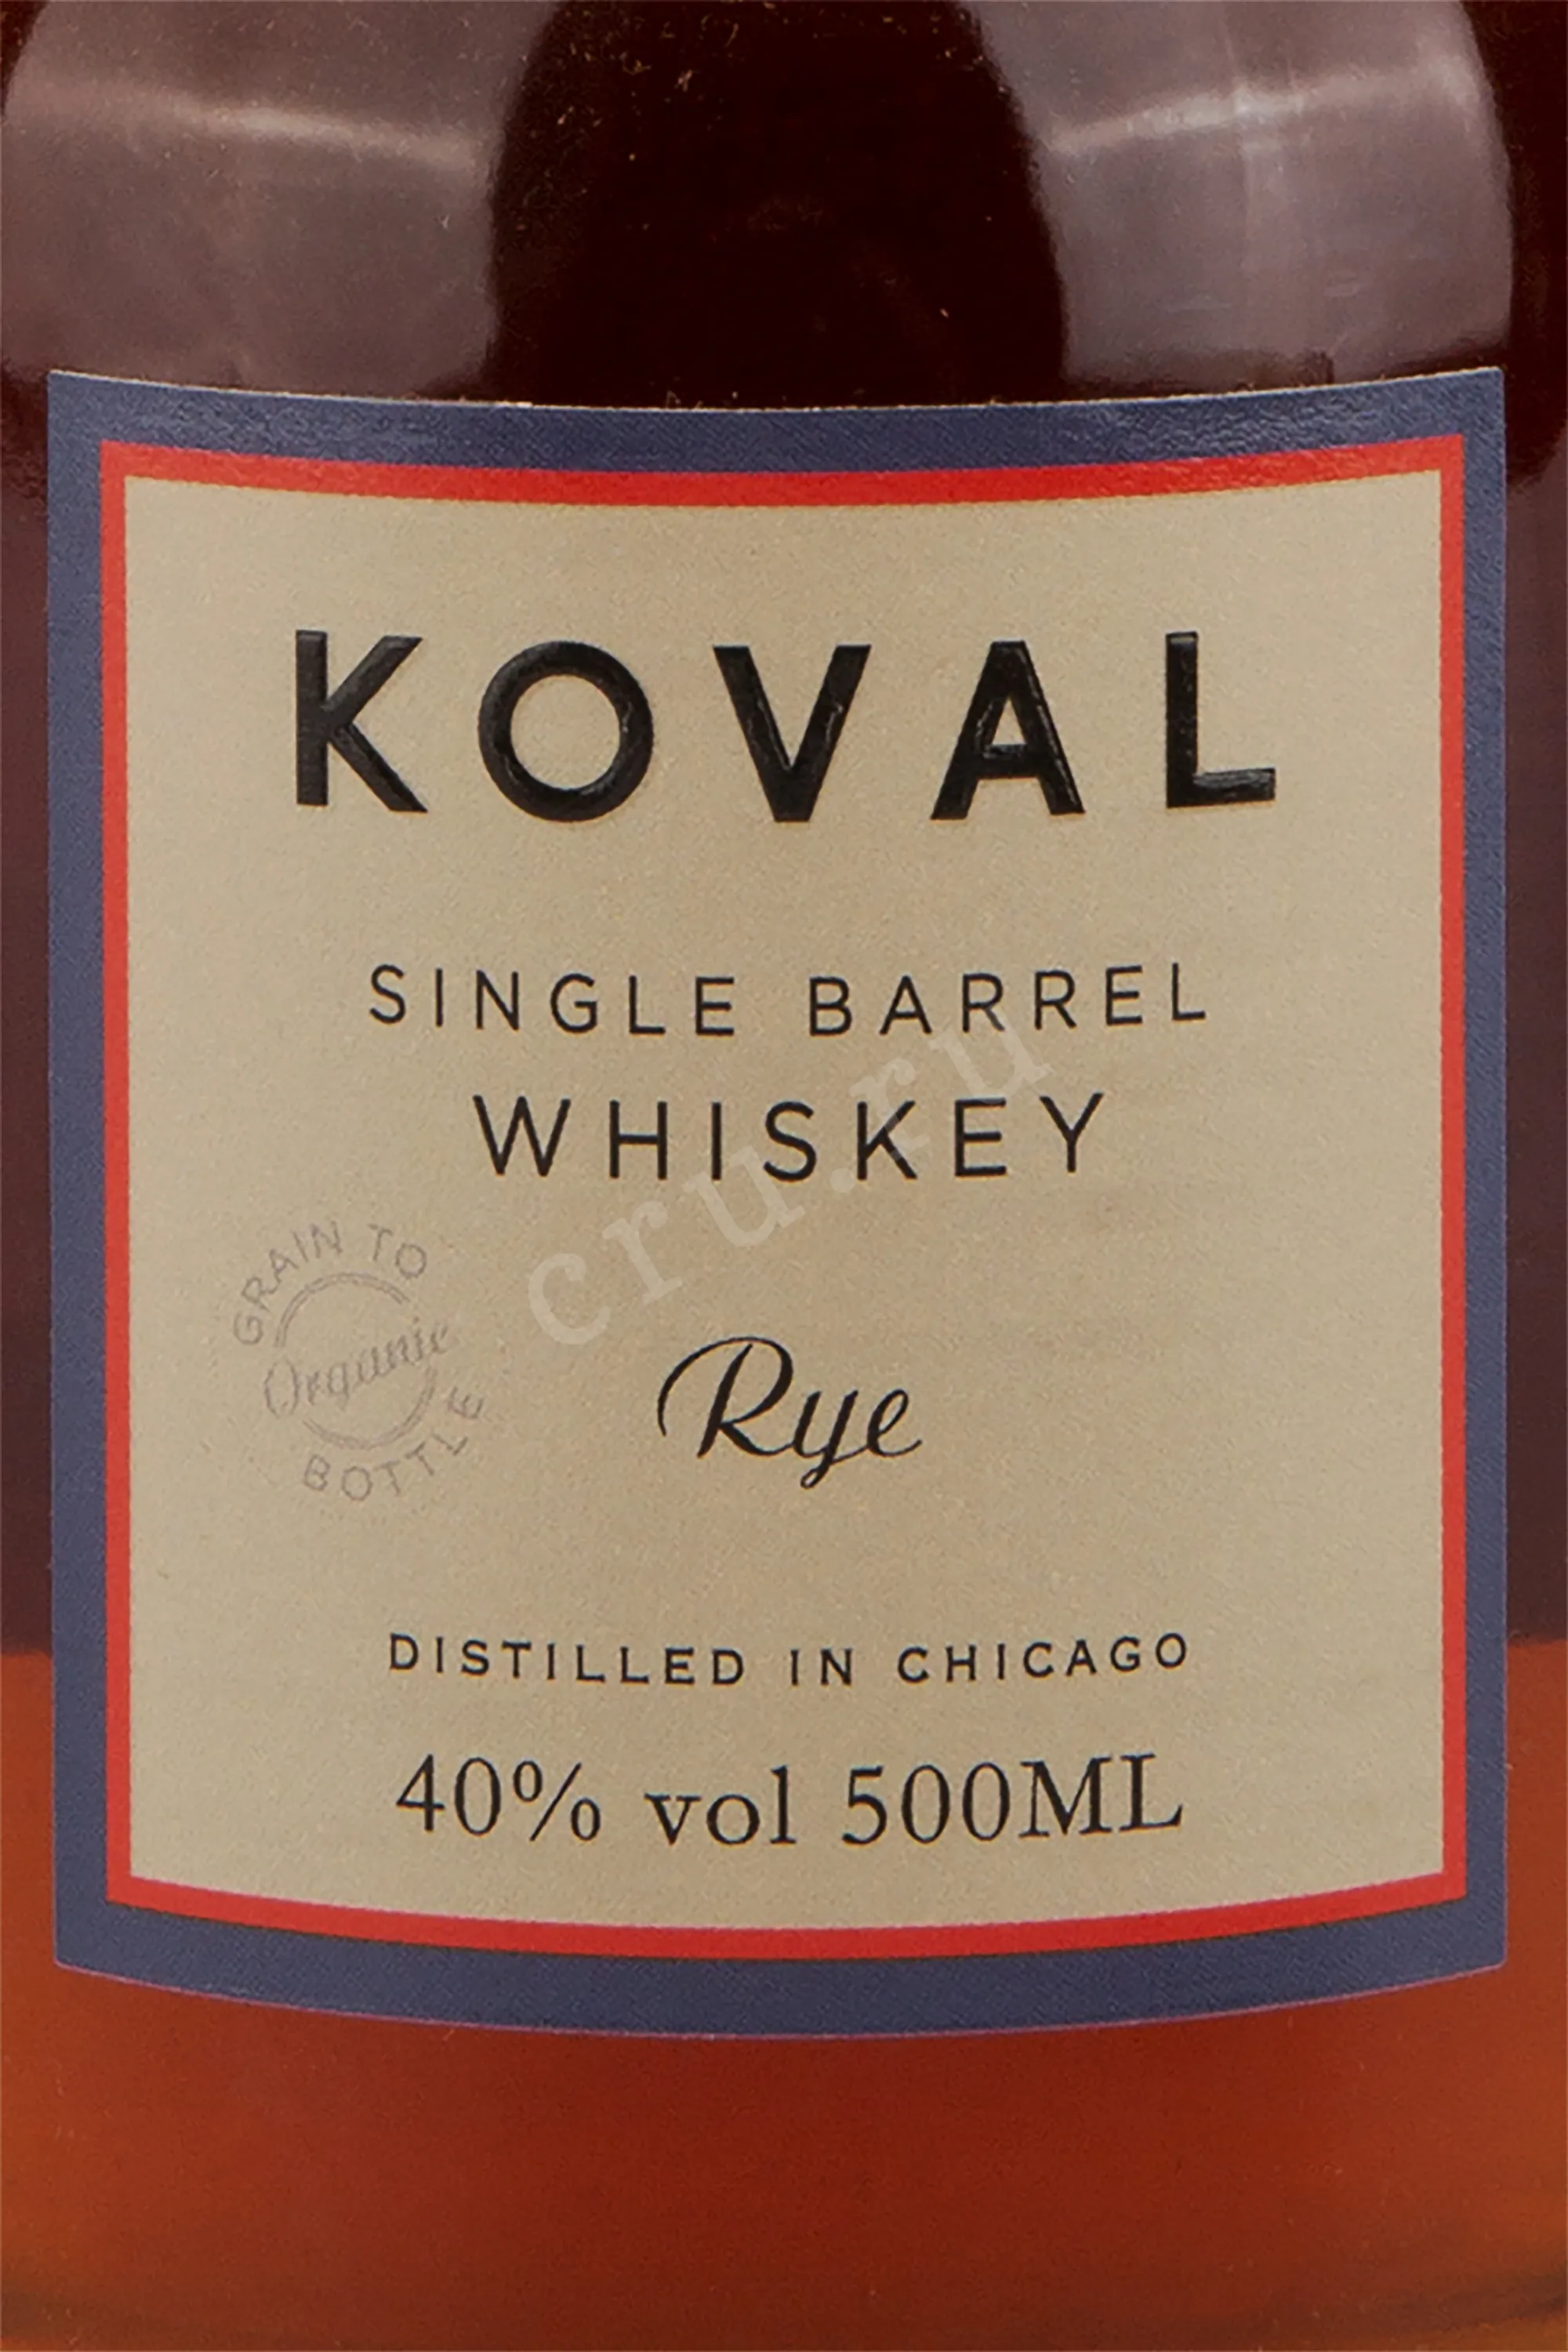 KOVAL
SINGLE BARREL
WHISKEY
cru.ru
GRAIN TO
Organic
BOTTLE
Rye
DISTILLED IN CHICAGO
40% vol 500ML